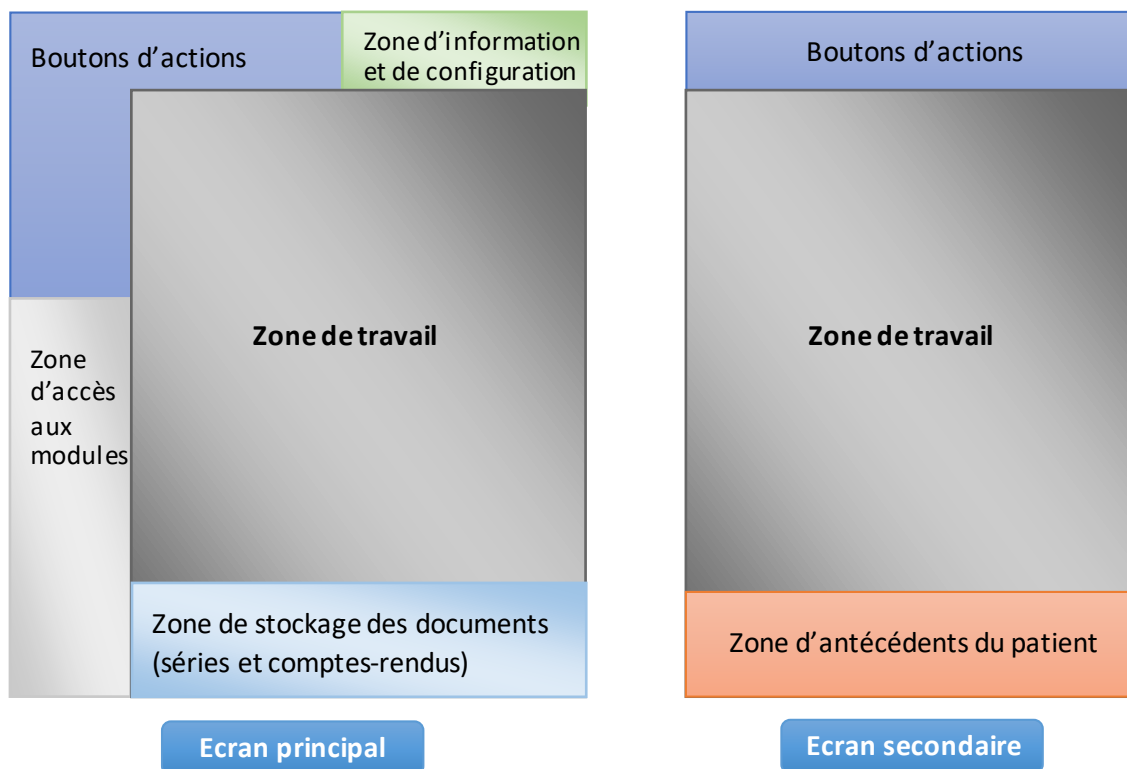 Boutons d'actions
Zone d'information
et de configuration
Zone de travail
Zone
d'accès
aux
modules
Zone de stockage des documents
(séries et comptes-rendus)
Ecran principal
Boutons d'actions
Zone de travail
Zone d'antécédents du patient
Ecran secondaire